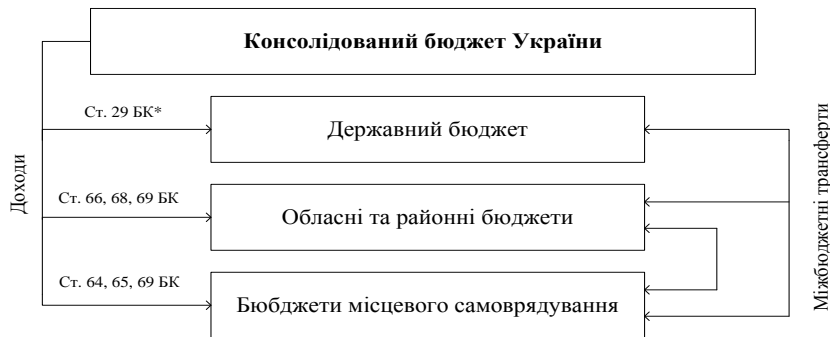 Консолідований бюджет України
Ст. 29 БК*
Державний бюджет
Доходи
Ст. 66, 68, 69 БК
Обласні та районні бюджети
Міжбюджетні трансферти
Ст. 64, 65, 69 БК
Бюбджети місцевого самоврядування